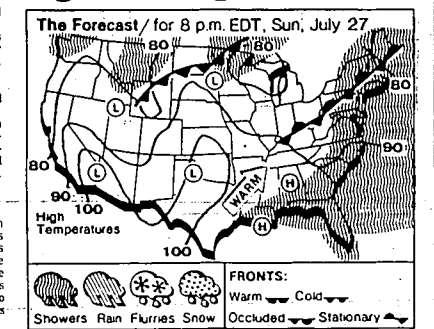 The Forecast / for 8 p.m. EDT, Sun, July 27
80
80
L
L
80
L
L
WARM
H
90
80
90
100
High
Temperatures
H
100
Showers Rain Flurries Snow
FRONTS:
Warm Cold
Occluded Stationary